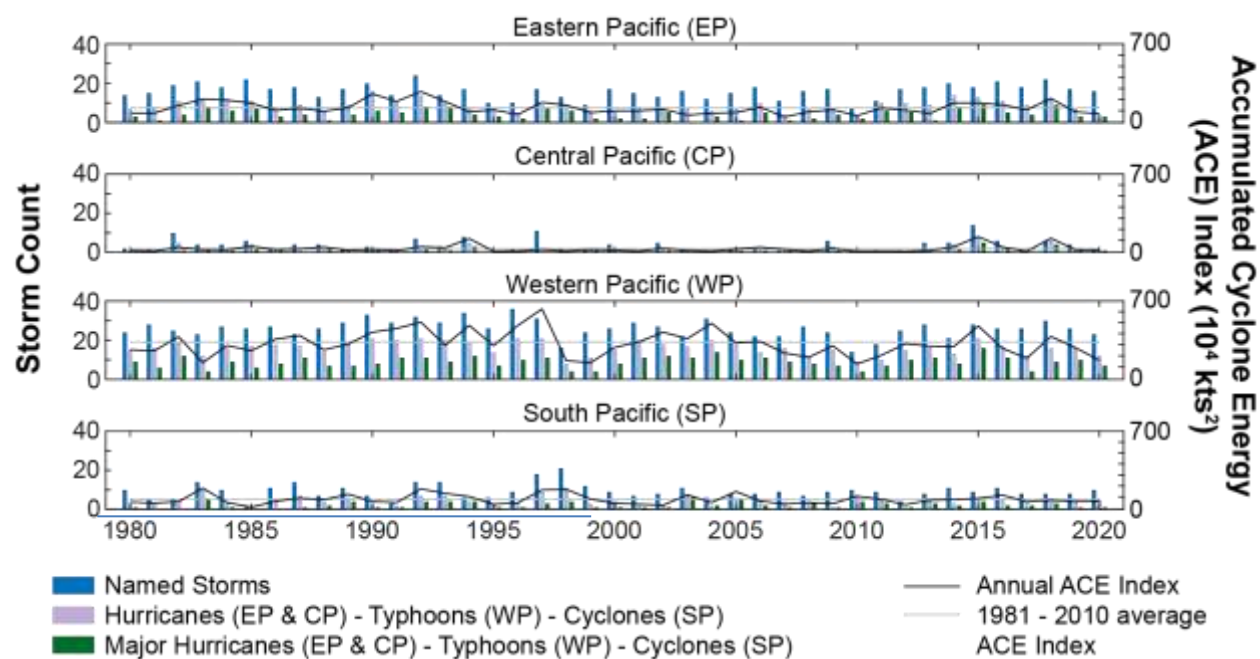 Eastern Pacific (EP)
40
20
0
700
0
Central Pacific (CP)
40
20
0
700
0
Western Pacific (WP)
40
20
0
700
0
South Pacific (SP)
40
20
0
700
0
1980 1985 1990 1995 2000 2005 2010 2015 2020
Storm Count
Accumulated Cyclone Energy
(ACE) Index (10⁴ kts²)
Named Storms
Hurricanes (EP & CP) - Typhoons (WP) - Cyclones (SP)
Major Hurricanes (EP & CP) - Typhoons (WP) - Cyclones (SP)
Annual ACE Index
1981 - 2010 average
ACE Index